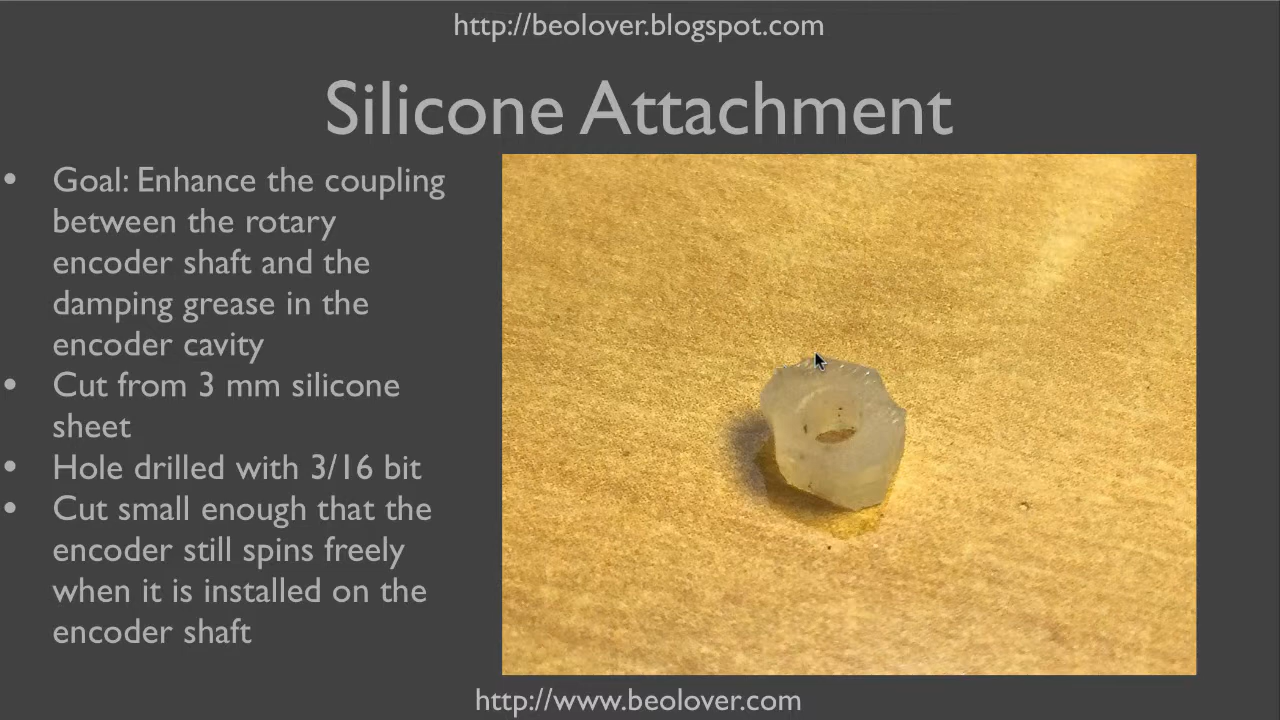 http://beolover.blogspot.com
Silicone Attachment
• Goal: Enhance the coupling
between the rotary
encoder shaft and the
damping grease in the
encoder cavity
• Cut from 3 mm silicone
sheet
• Hole drilled with 3/16 bit
• Cut small enough that the
encoder still spins freely
when it is installed on the
encoder shaft
http://www.beolover.com